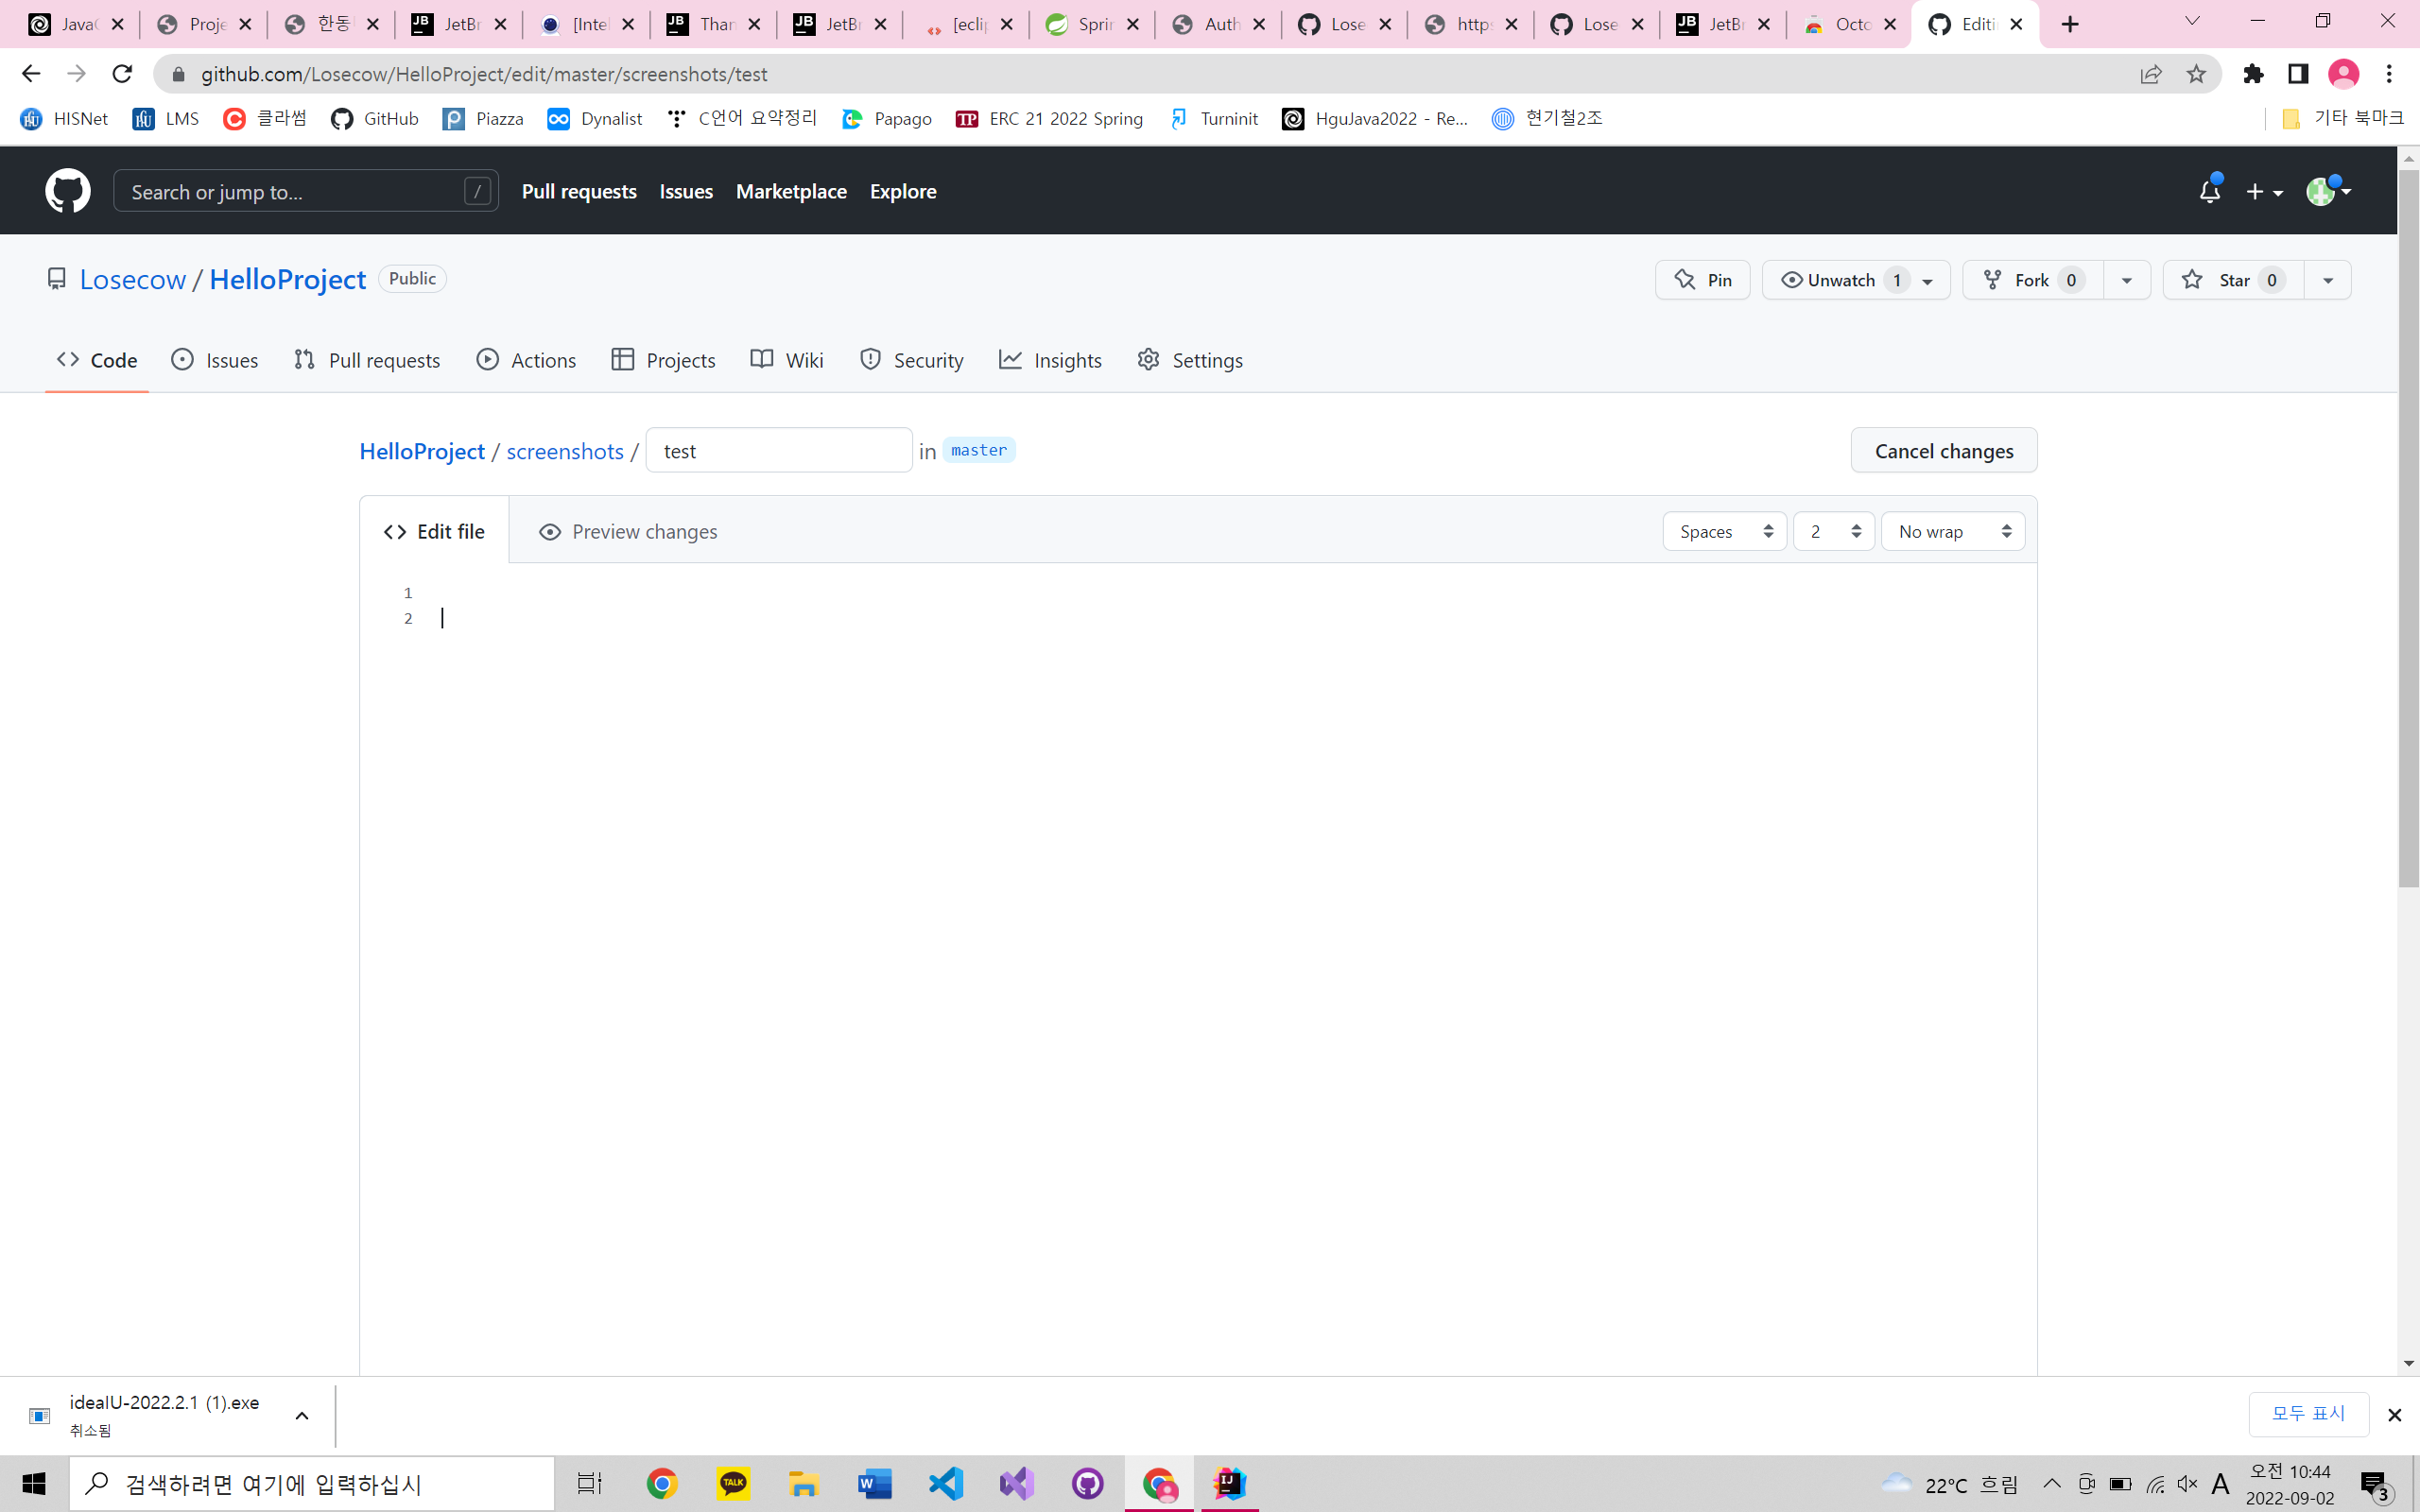 Java Proje 한동 JetBr [Inte Than JetBr [eclip Sprin Auth Lose https Lose JetBr Octo Editi
github.com/Losecow/HelloProject/edit/master/screenshots/test
HISNet LMS 클라썸 GitHub Piazza Dynalist C언어 요약정리 Papago ERC 21 2022 Spring Turninit HguJava2022 - Re... 현기철2조 기타 북마크
Search or jump to... / Pull requests Issues Marketplace Explore
Losecow / HelloProject Public Pin Unwatch 1 Fork 0 Star 0
Code Issues Pull requests Actions Projects Wiki Security Insights Settings
HelloProject / screenshots / test in master Cancel changes
<> Edit file Preview changes Spaces 2 No wrap
1
2
ideaIU-2022.2.1 (1).exe
취소됨
모두 표시
검색하려면 여기에 입력하십시
TALK
22°C 흐림
A
오전 10:44
2022-09-02
3